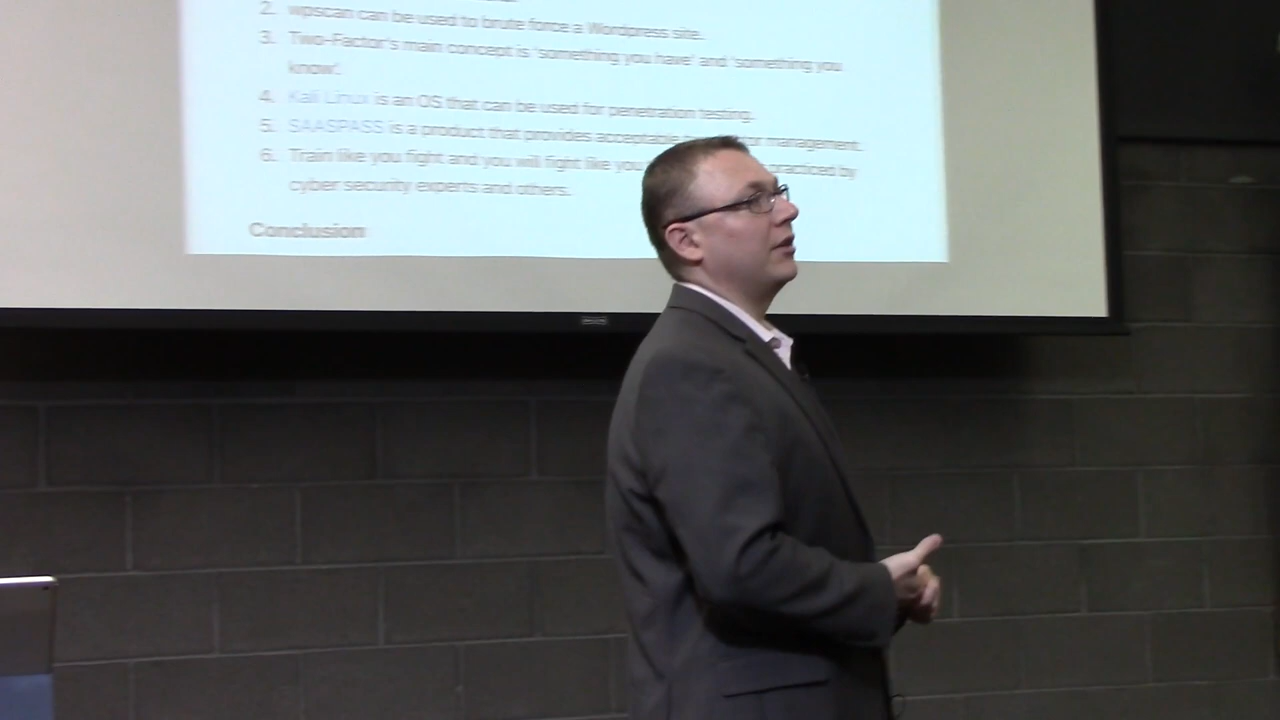 2. wpscan can be used to brute force a Wordpress site.
3. Two-Factor's main concept is 'something you have' and 'something you
know'.
4. Kali Linux is an OS that can be used for penetration testing.
5. SAASPASS is a product that provides acceptable management.
6. Train like you fight and you will fight like you practiced by
cyber security experts and others.
Conclusion